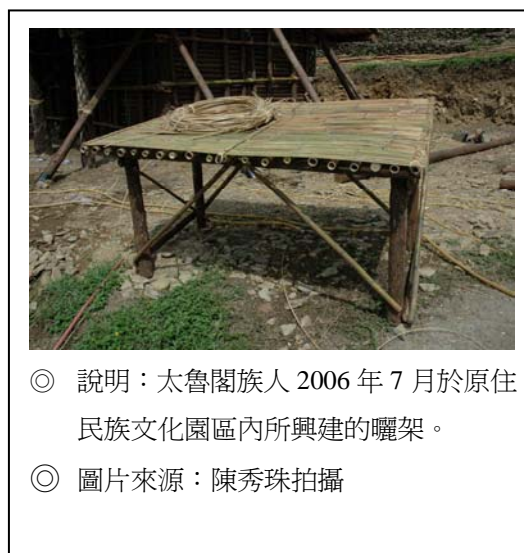 ◎ 說明：太魯閣族人 2006 年 7 月於原住
民族文化園區內所興建的曬架。
◎ 圖片來源：陳秀珠拍攝